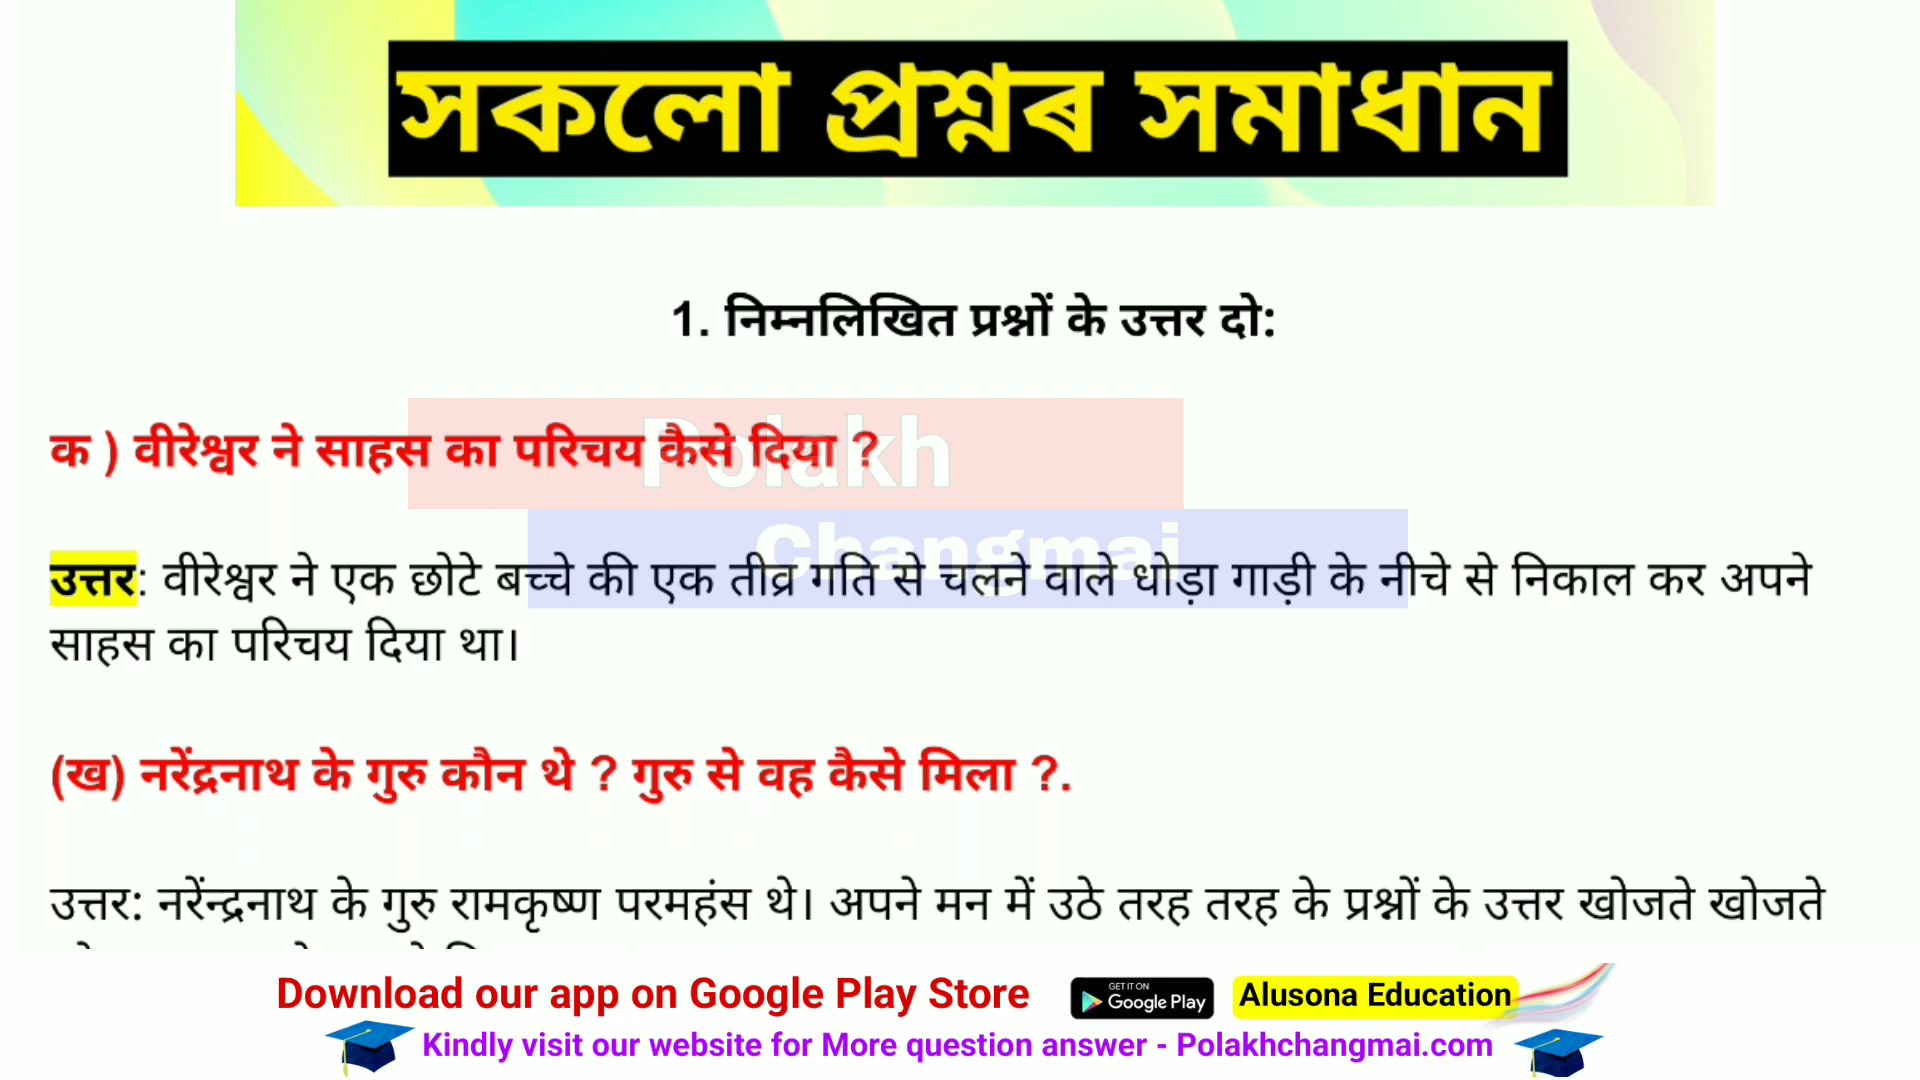 সকলো প্ৰশ্নৰ সমাধান
1. निम्नलिखित प्रश्नों के उत्तर दो:
क ) वीरेश्वर ने साहस का परिचय कैसे दिया ?
Polakh
Changmai
उत्तर: वीरेश्वर ने एक छोटे बच्चे की एक तीव्र गति से चलने वाले धोड़ा गाड़ी के नीचे से निकाल कर अपने
साहस का परिचय दिया था।
(ख) नरेंद्रनाथ के गुरु कौन थे ? गुरु से वह कैसे मिला ?.
उत्तर: नरेंन्द्रनाथ के गुरु रामकृष्ण परमहंस थे। अपने मन में उठे तरह तरह के प्रश्नों के उत्तर खोजते खोजते
Download our app on Google Play Store
GET IT ON
Google Play
Alusona Education
Kindly visit our website for More question answer - Polakhchangmai.com